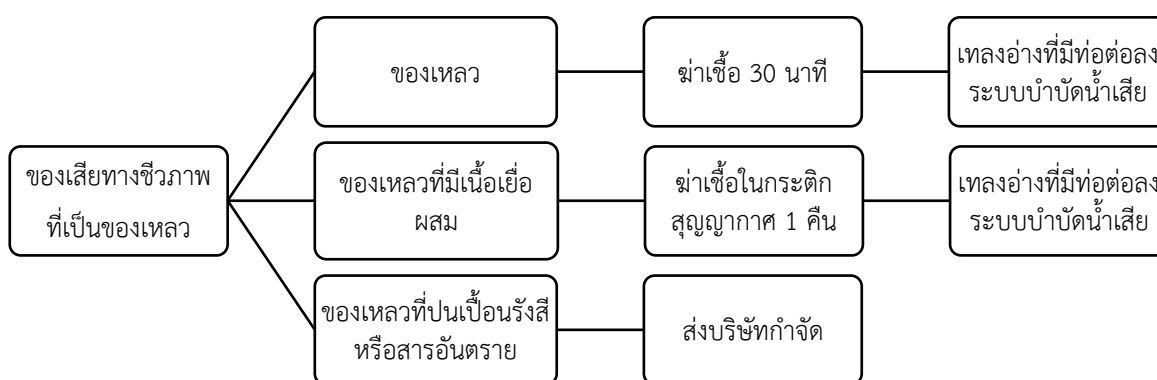 ของเสียทางชีวภาพ
ที่เป็นของเหลว
ของเหลว
ฆ่าเชื้อ 30 นาที
เทลงอ่างที่มีท่อต่อลง
ระบบบำบัดน้ำเสีย
ของเหลวที่มีเนื้อเยื่อ
ผสม
ฆ่าเชื้อในกระติก
สุญญากาศ 1 คืน
เทลงอ่างที่มีท่อต่อลง
ระบบบำบัดน้ำเสีย
ของเหลวที่ปนเปื้อนรังสี
หรือสารอันตราย
ส่งบริษัทกำจัด